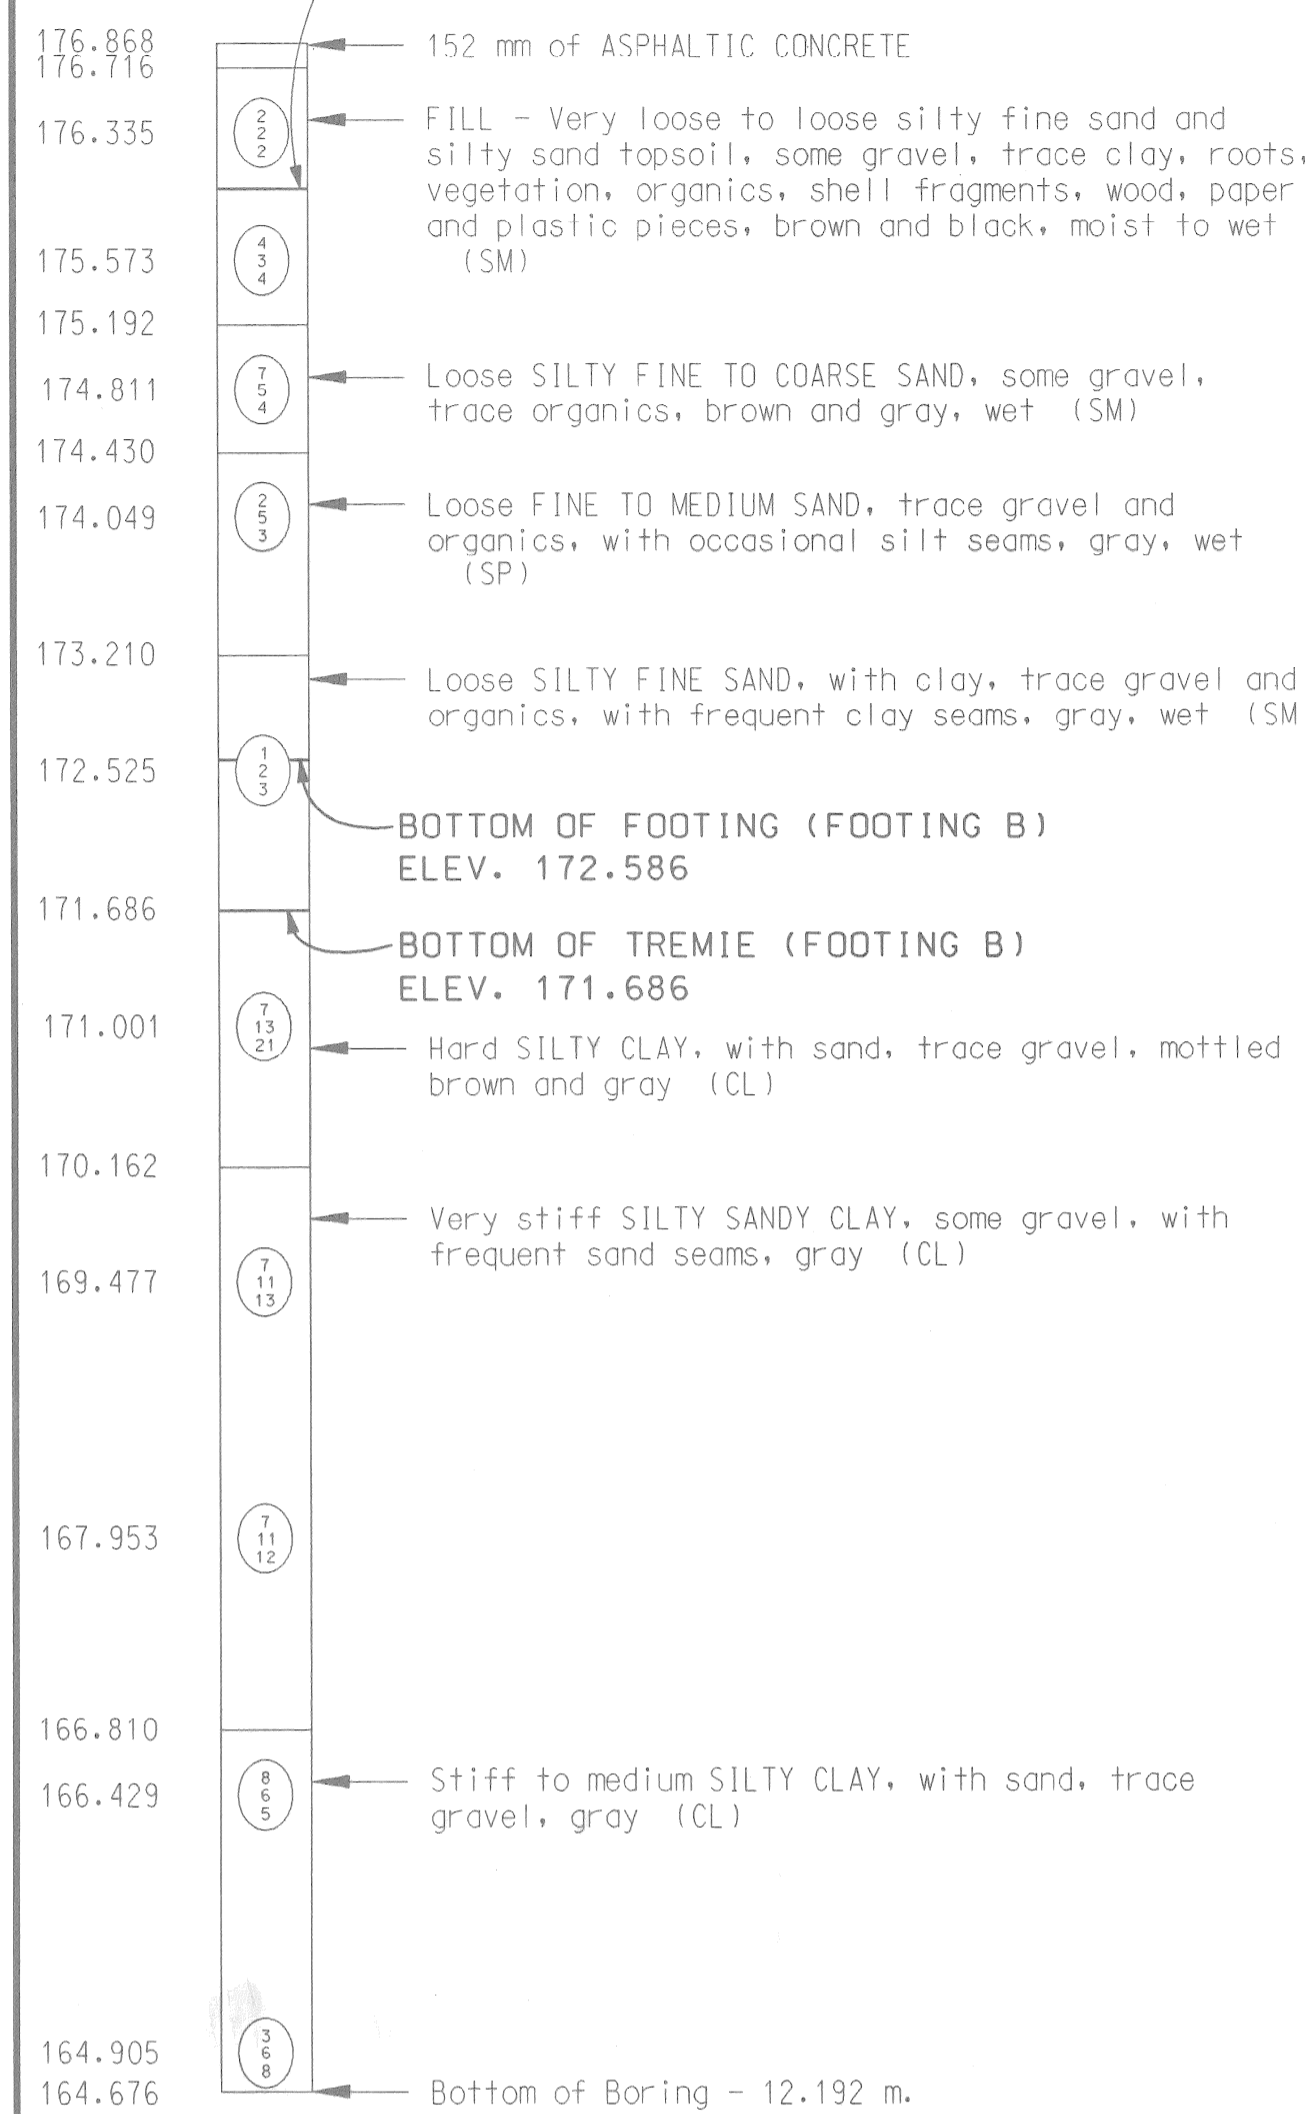 176.868
152 mm of ASPHALTIC CONCRETE
176.716
176.335
2
2
2
FILL - Very loose to loose silty fine sand and
silty sand topsoil, some gravel, trace clay, roots,
vegetation, organics, shell fragments, wood, paper
and plastic pieces, brown and black, moist to wet
(SM)
175.573
4
3
4
175.192
174.811
7
5
4
Loose SILTY FINE TO COARSE SAND, some gravel,
trace organics, brown and gray, wet (SM)
174.430
174.049
2
5
3
Loose FINE TO MEDIUM SAND, trace gravel and
organics, with occasional silt seams, gray, wet
(SP)
173.210
Loose SILTY FINE SAND, with clay, trace gravel and
organics, with frequent clay seams, gray, wet (SM
172.525
1
2
3
BOTTOM OF FOOTING (FOOTING B)
ELEV. 172.586
171.686
BOTTOM OF TREMIE (FOOTING B)
ELEV. 171.686
171.001
7
13
21
Hard SILTY CLAY, with sand, trace gravel, mottled
brown and gray (CL)
170.162
Very stiff SILTY SANDY CLAY, some gravel, with
frequent sand seams, gray (CL)
169.477
7
11
13
167.953
7
11
12
166.810
166.429
8
6
5
Stiff to medium SILTY CLAY, with sand, trace
gravel, gray (CL)
164.905
3
6
8
164.676
Bottom of Boring - 12.192 m.